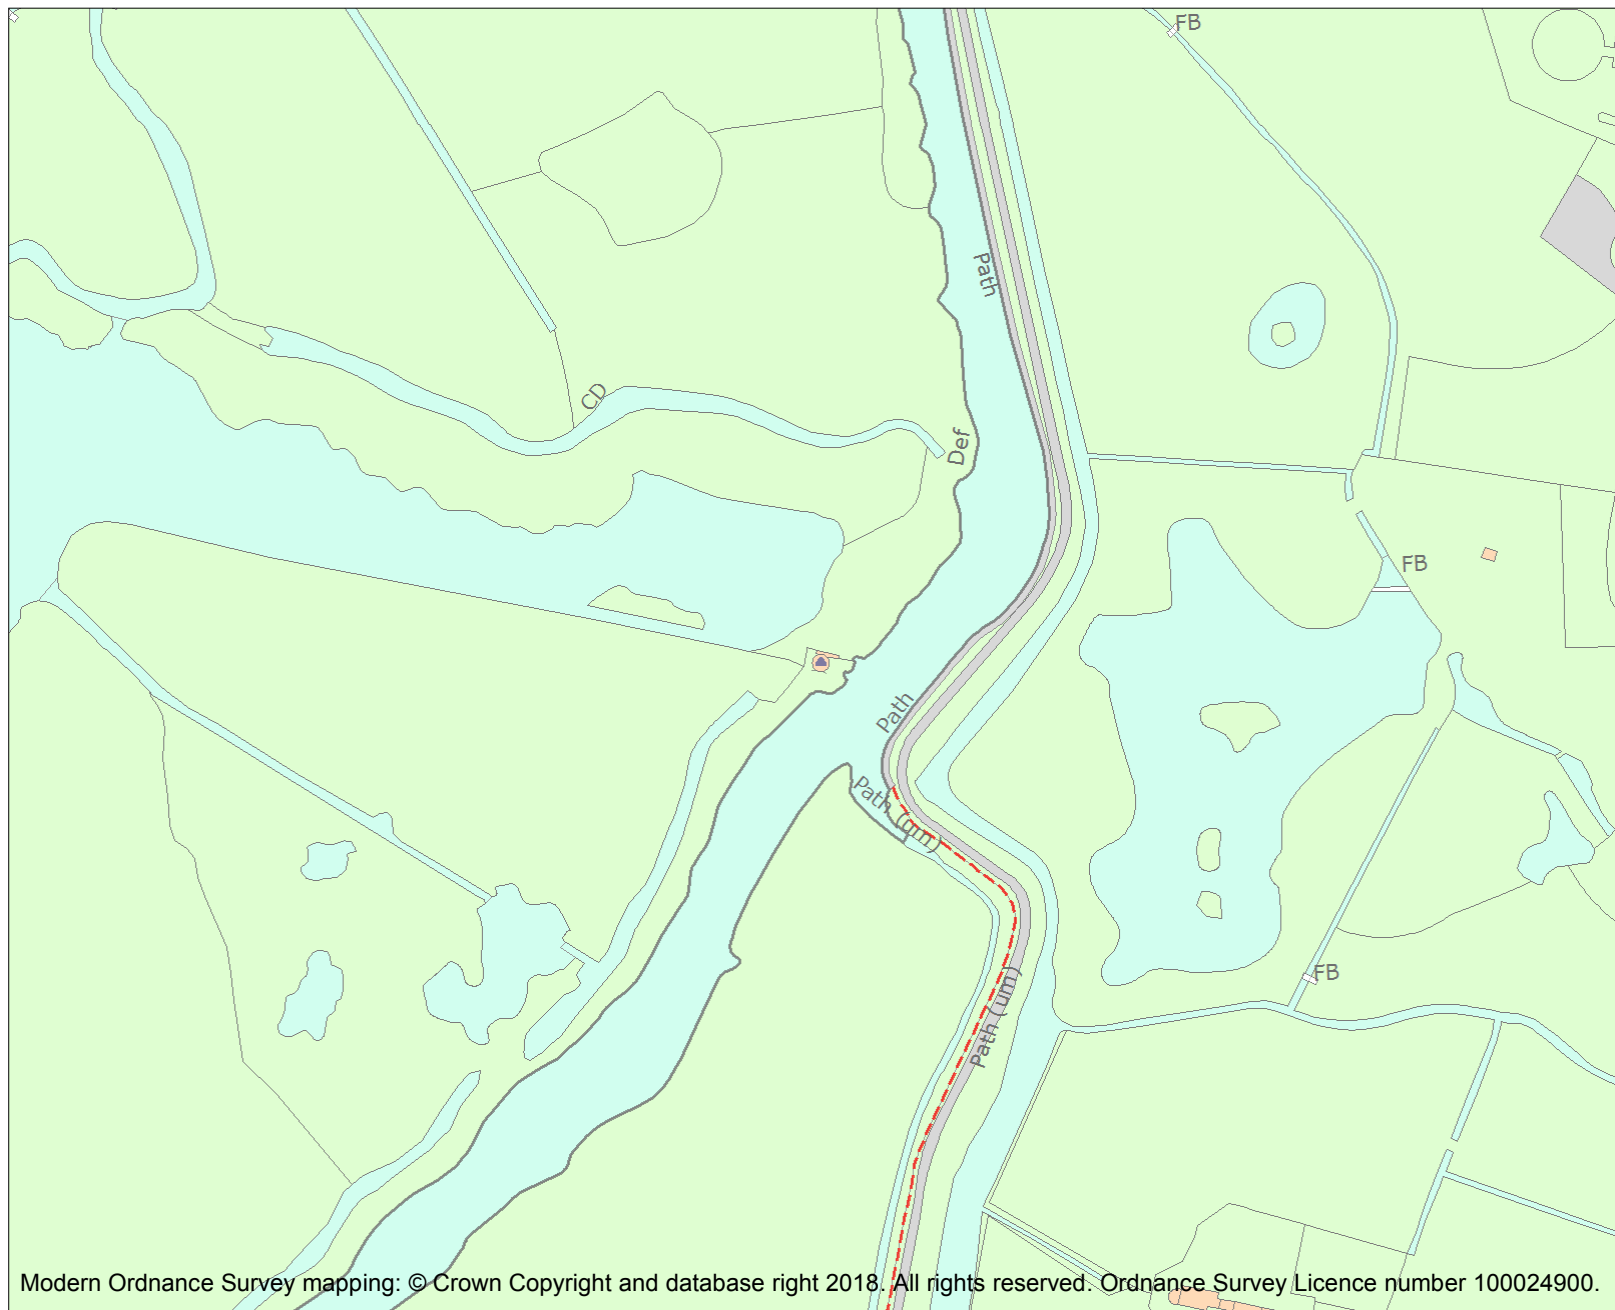 FB
Path
CD
Def
FB
Path
Path (um)
FB
Path (um)
Modern Ordnance Survey mapping: © Crown Copyright and database right 2018. All rights reserved. Ordnance Survey Licence number 100024900.